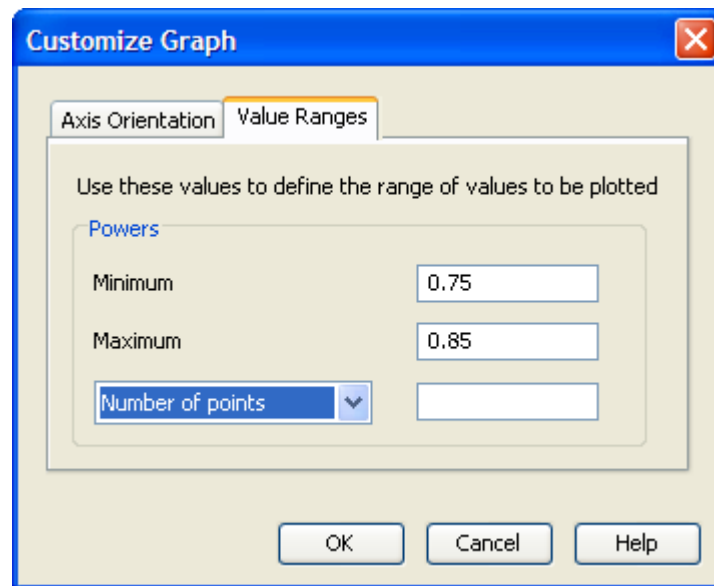 Customize Graph
Axis Orientation Value Ranges
Use these values to define the range of values to be plotted
Powers
Minimum 0.75
Maximum 0.85
Number of points
OK Cancel Help